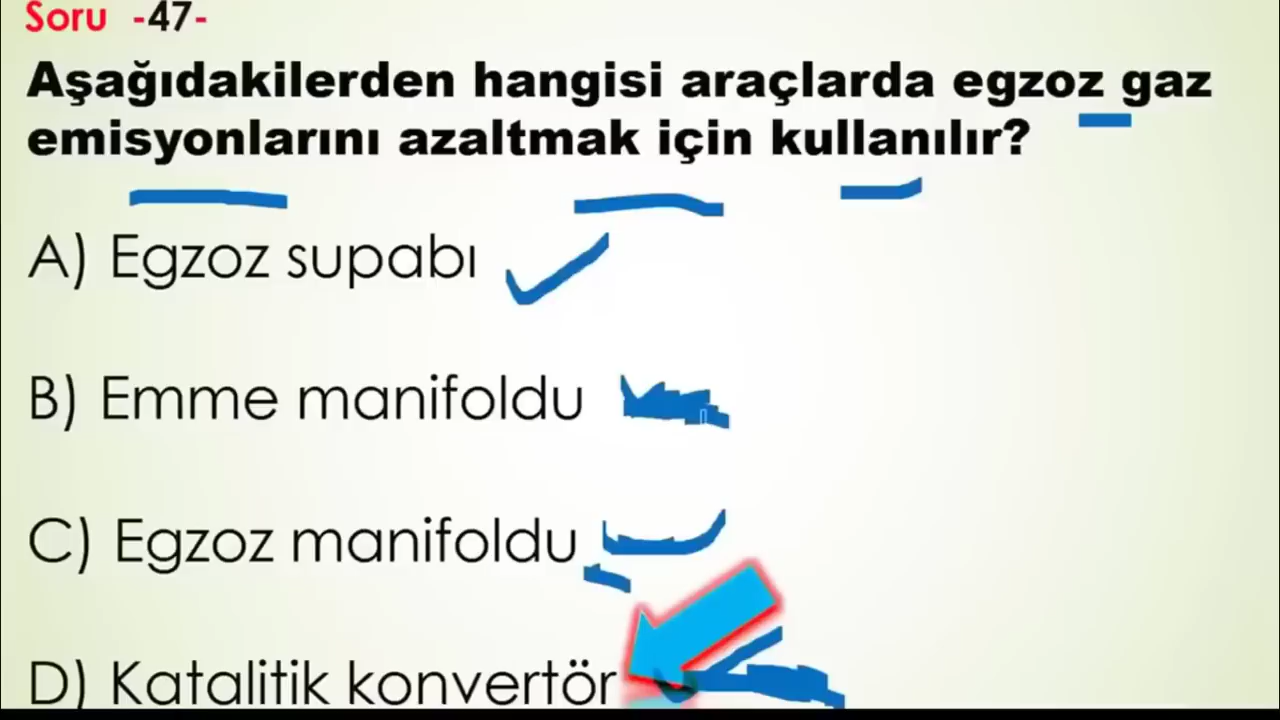 Soru -47-
Aşağıdakilerden hangisi araçlarda egzoz gaz
emisyonlarını azaltmak için kullanılır?
A) Egzoz supabı
B) Emme manifoldu
C) Egzoz manifoldu
D) Katalitik konvertör